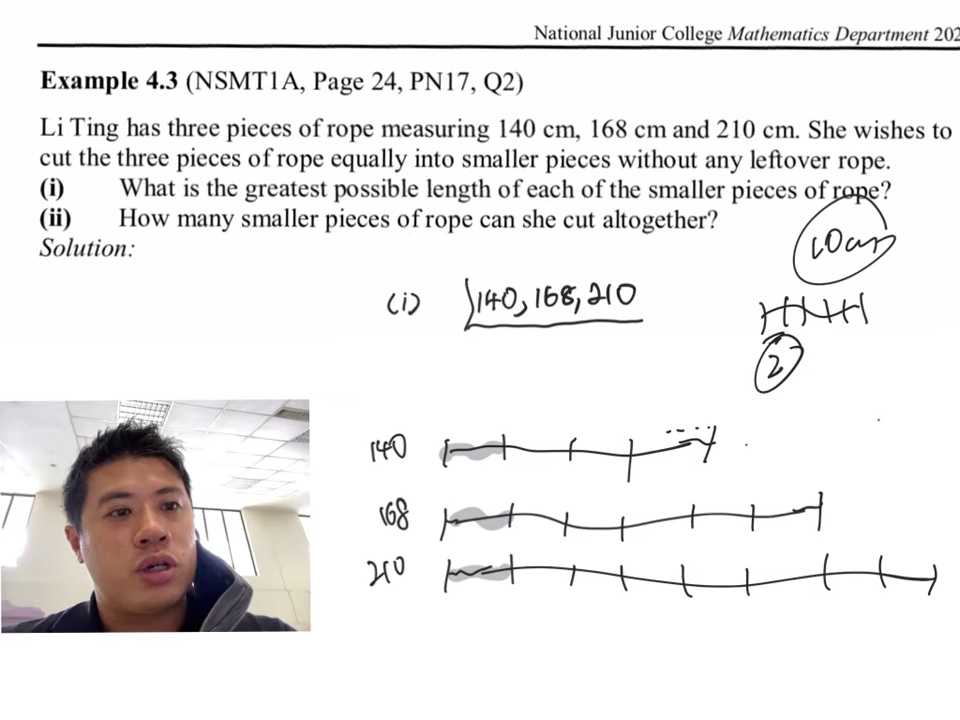 National Junior College Mathematics Department 202
Example 4.3 (NSMT1A, Page 24, PN17, Q2)
Li Ting has three pieces of rope measuring 140 cm, 168 cm and 210 cm. She wishes to
cut the three pieces of rope equally into smaller pieces without any leftover rope.
(i) What is the greatest possible length of each of the smaller pieces of rope?
(ii) How many smaller pieces of rope can she cut altogether?
Solution:
10cm
(i) 140, 168, 210
2
140
168
210